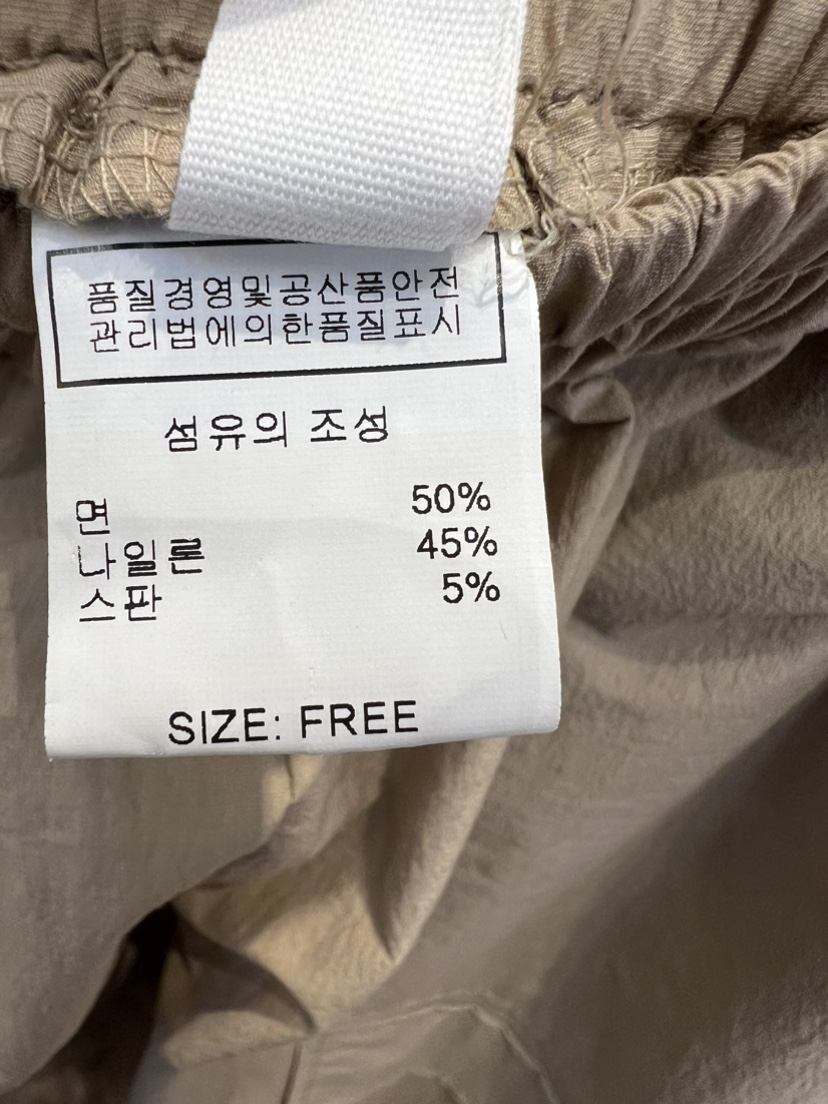 품질경영및공산품안전
관리법에의한품질표시
섬유의 조성
면 50%
나일론 45%
스판 5%
SIZE: FREE